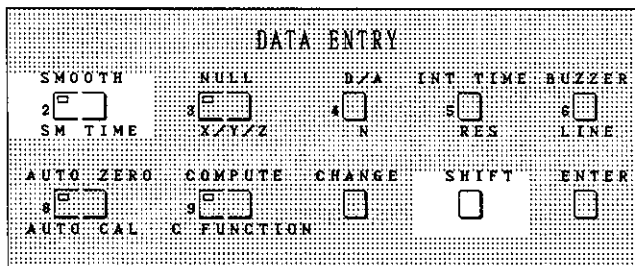 DATA ENTRY
SMOOTH NULL D/A INT TIME BUZZER
2 3 4 5 6
SM TIME X/Y/Z N RES LINE
AUTO ZERO COMPUTE CHANGE SHIFT ENTER
8 9
AUTO CAL C FUNCTION